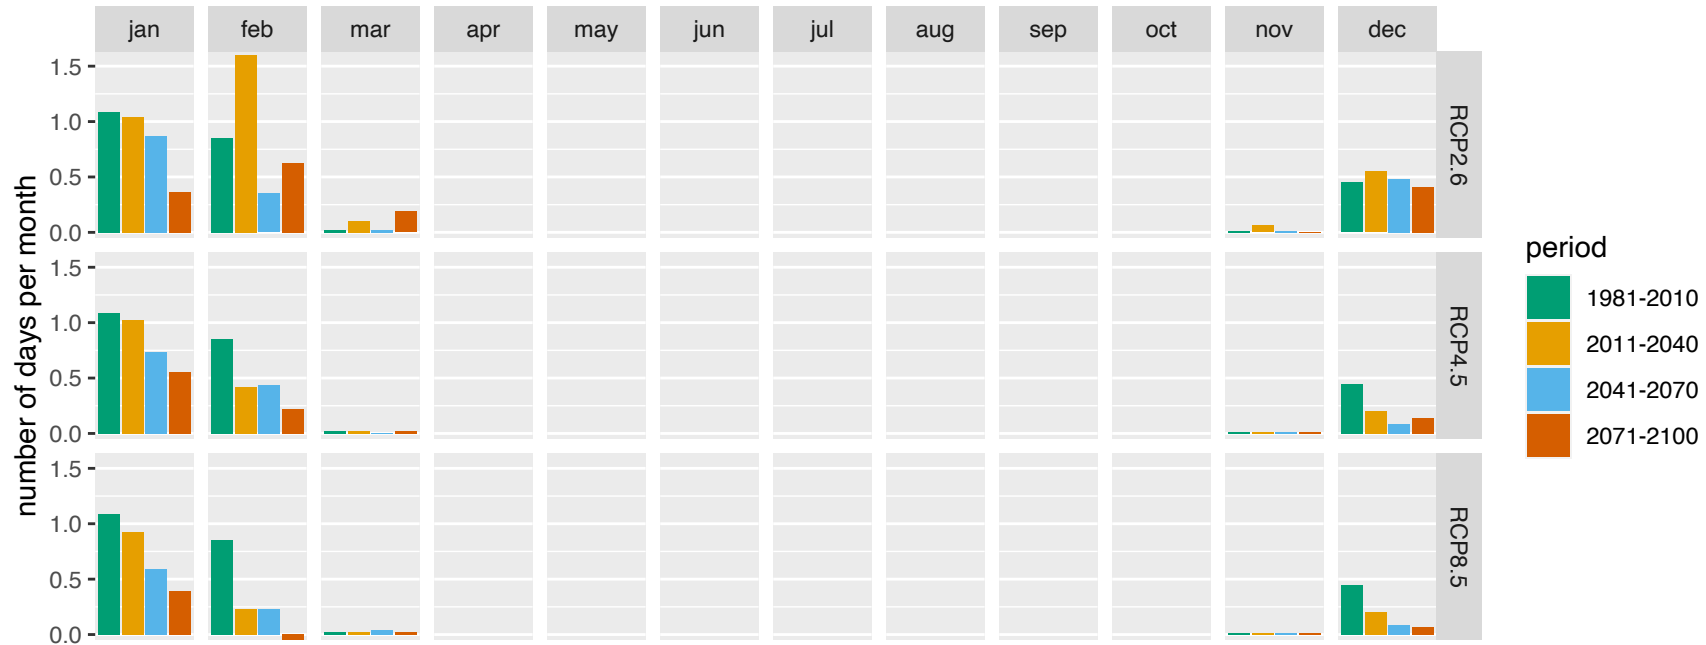 jan feb mar apr may jun jul aug sep oct nov dec
number of days per month
1.5
1.0
0.5
0.0
RCP2.6
1.5
1.0
0.5
0.0
RCP4.5
1.5
1.0
0.5
0.0
RCP8.5
period
1981-2010
2011-2040
2041-2070
2071-2100